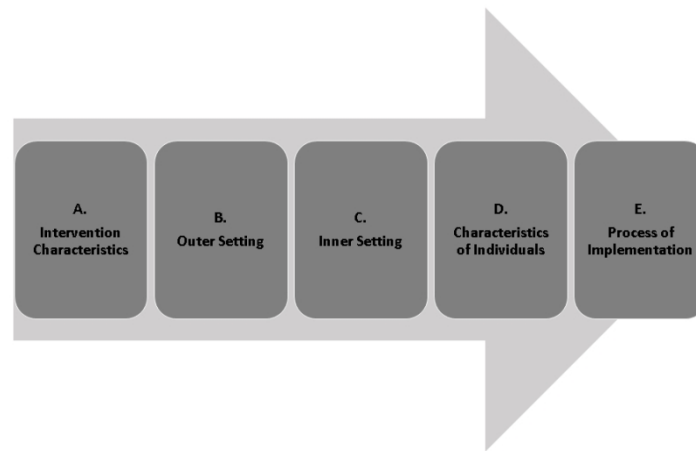 A.
Intervention
Characteristics
B.
Outer Setting
C.
Inner Setting
D.
Characteristics
of Individuals
E.
Process of
Implementation